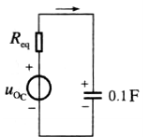 R_eq
+
u_OC
−
+
−
0.1F